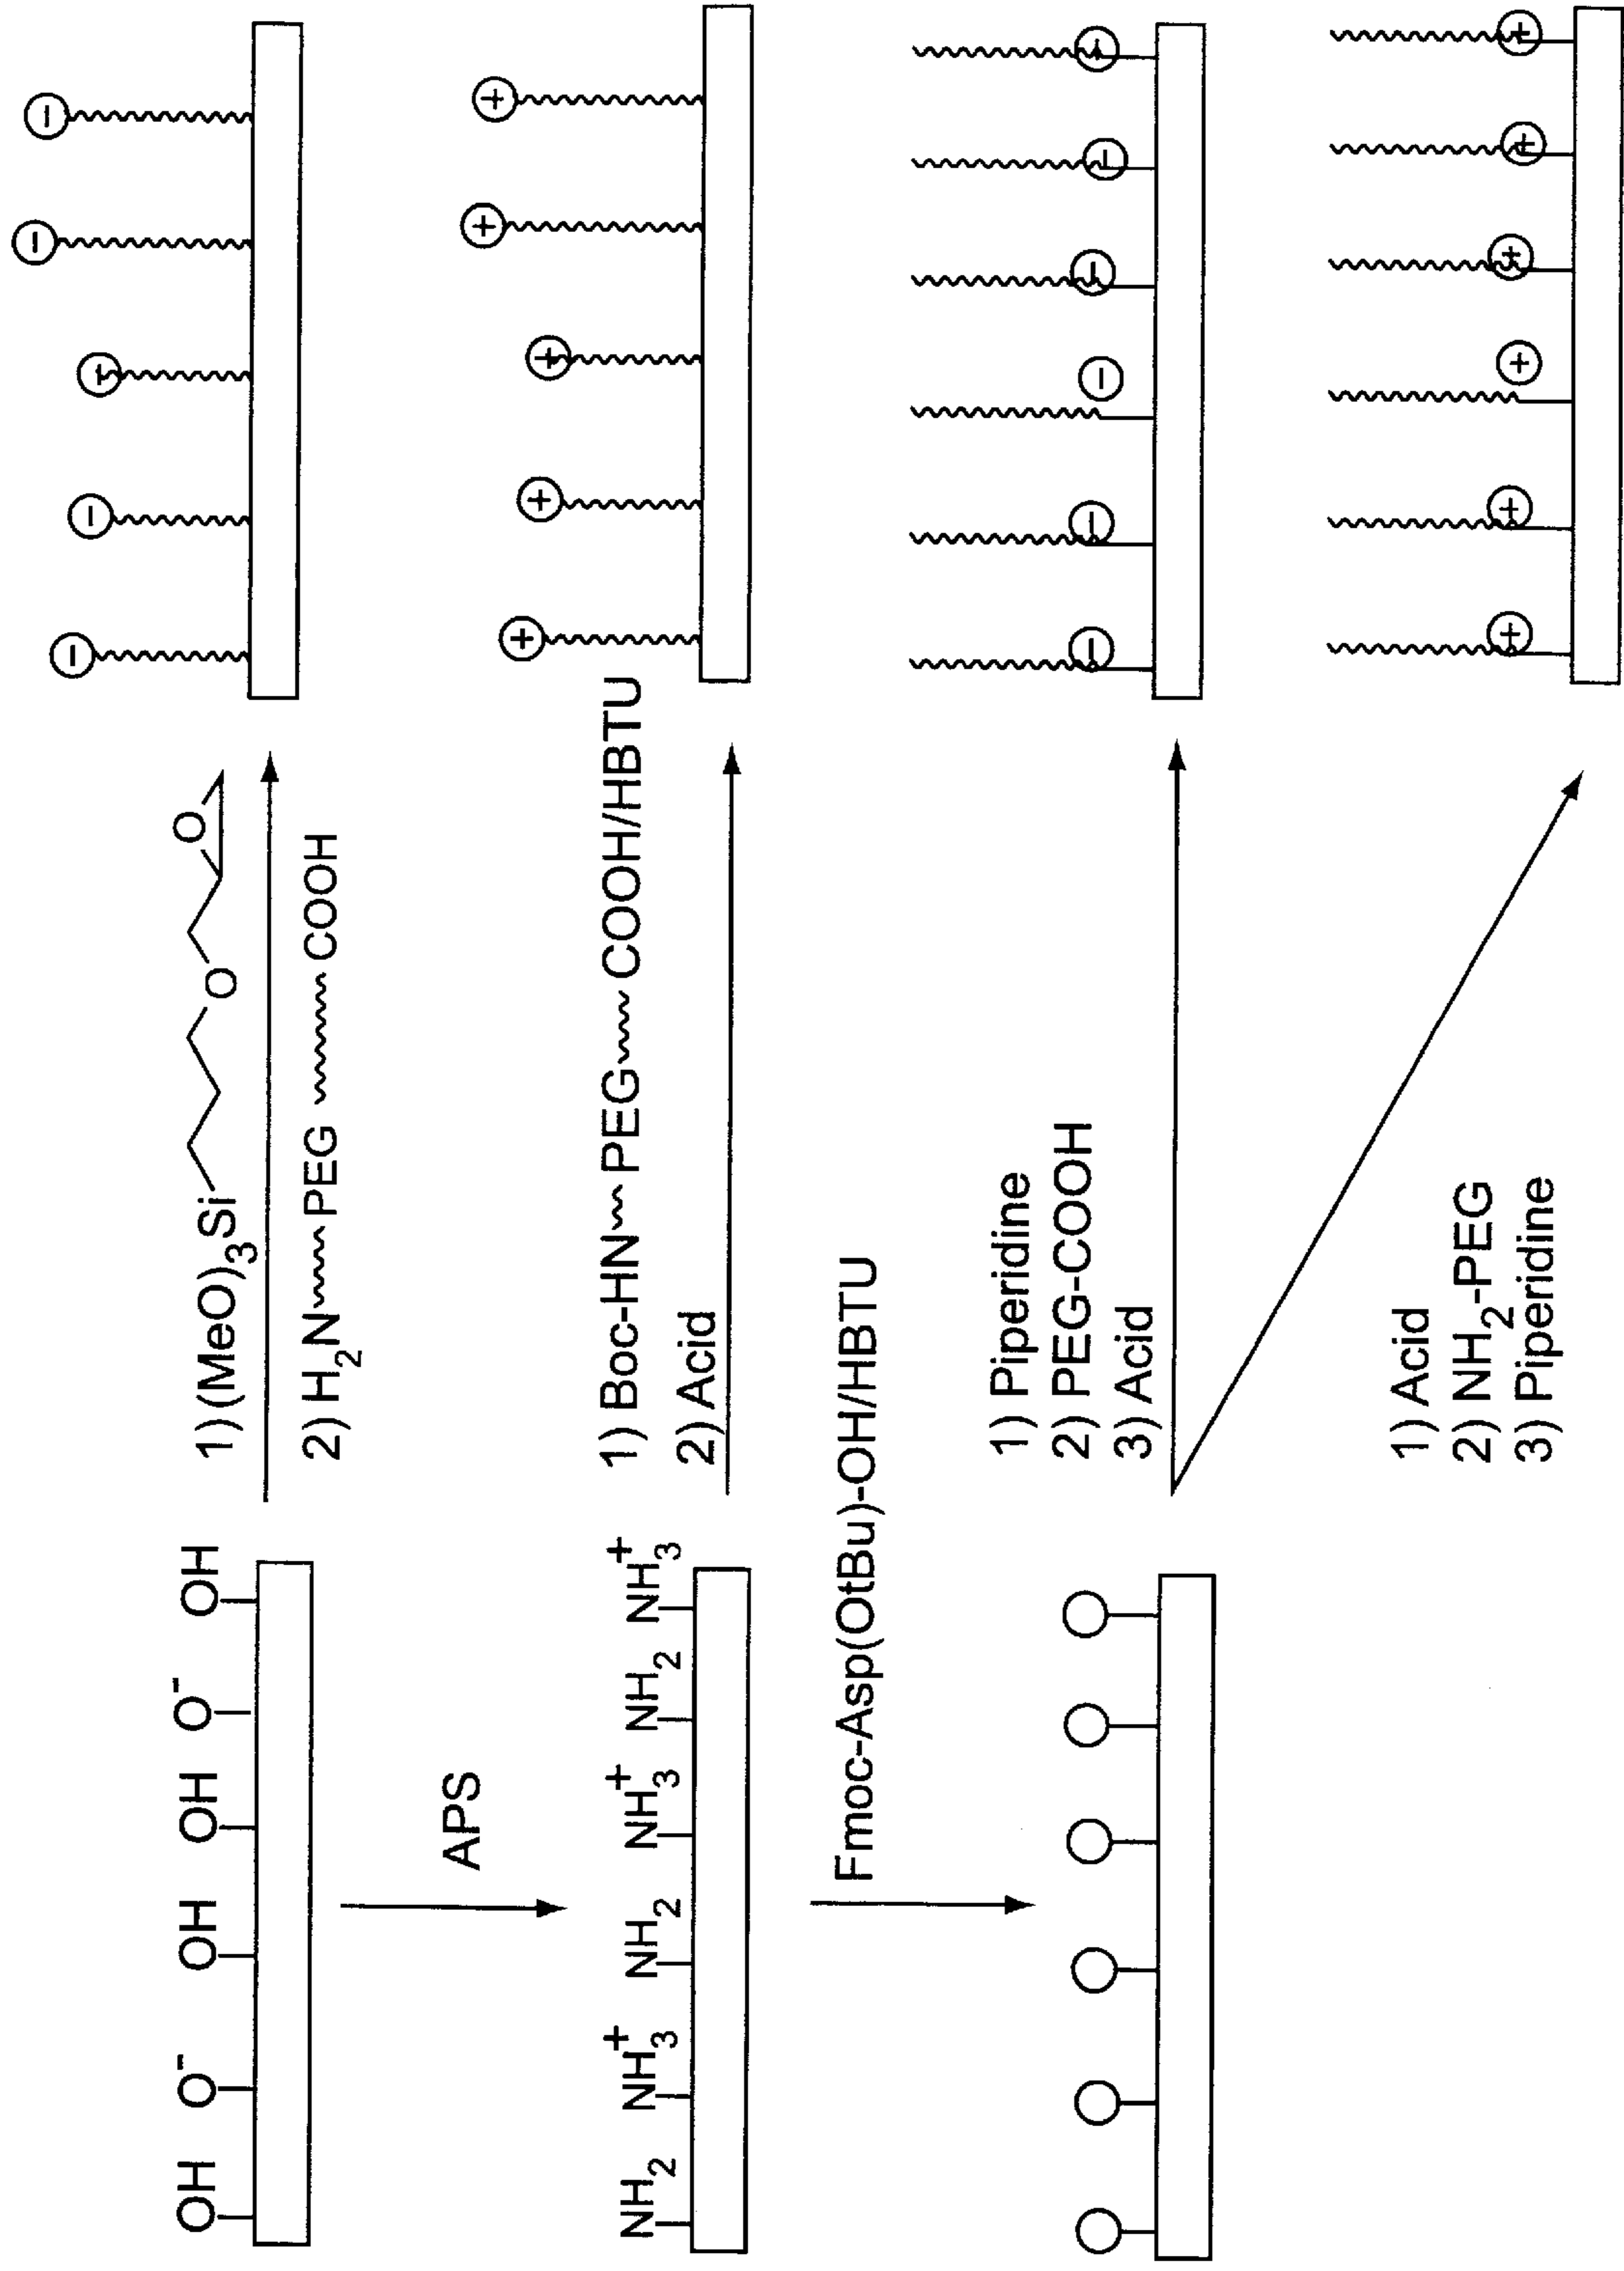 OH O⁻ OH OH O⁻ OH
1) (MeO)₃Si O O
2) H₂N PEG COOH
− − − − −
APS
NH₂ NH₃⁺ NH₂ NH₃⁺ NH₂ NH₃⁺
1) Boc-HN PEG COOH/HBTU
2) Acid
+ + + + +
Fmoc-Asp(OtBu)-OH/HBTU
1) Piperidine
2) PEG-COOH
3) Acid
− − − − − −
1) Acid
2) NH₂-PEG
3) Piperidine
+ + + + + +